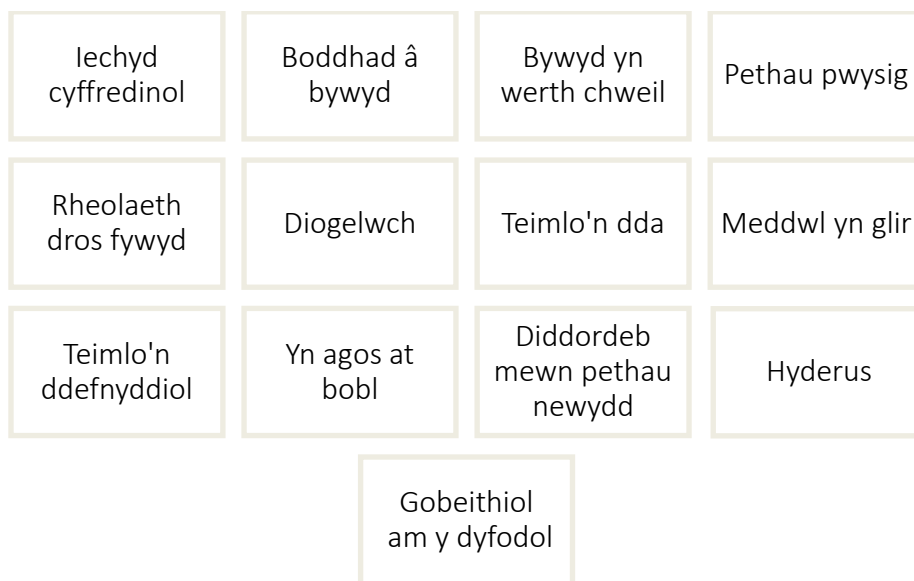 Iechyd
cyffredinol
Boddhad â
bywyd
Bywyd yn
werth chweil
Pethau pwysig
Rheolaeth
dros fywyd
Diogelwch
Teimlo'n dda
Meddwl yn glir
Teimlo'n
ddefnyddiol
Yn agos at
bobl
Diddordeb
mewn pethau
newydd
Hyderus
Gobeithiol
am y dyfodol